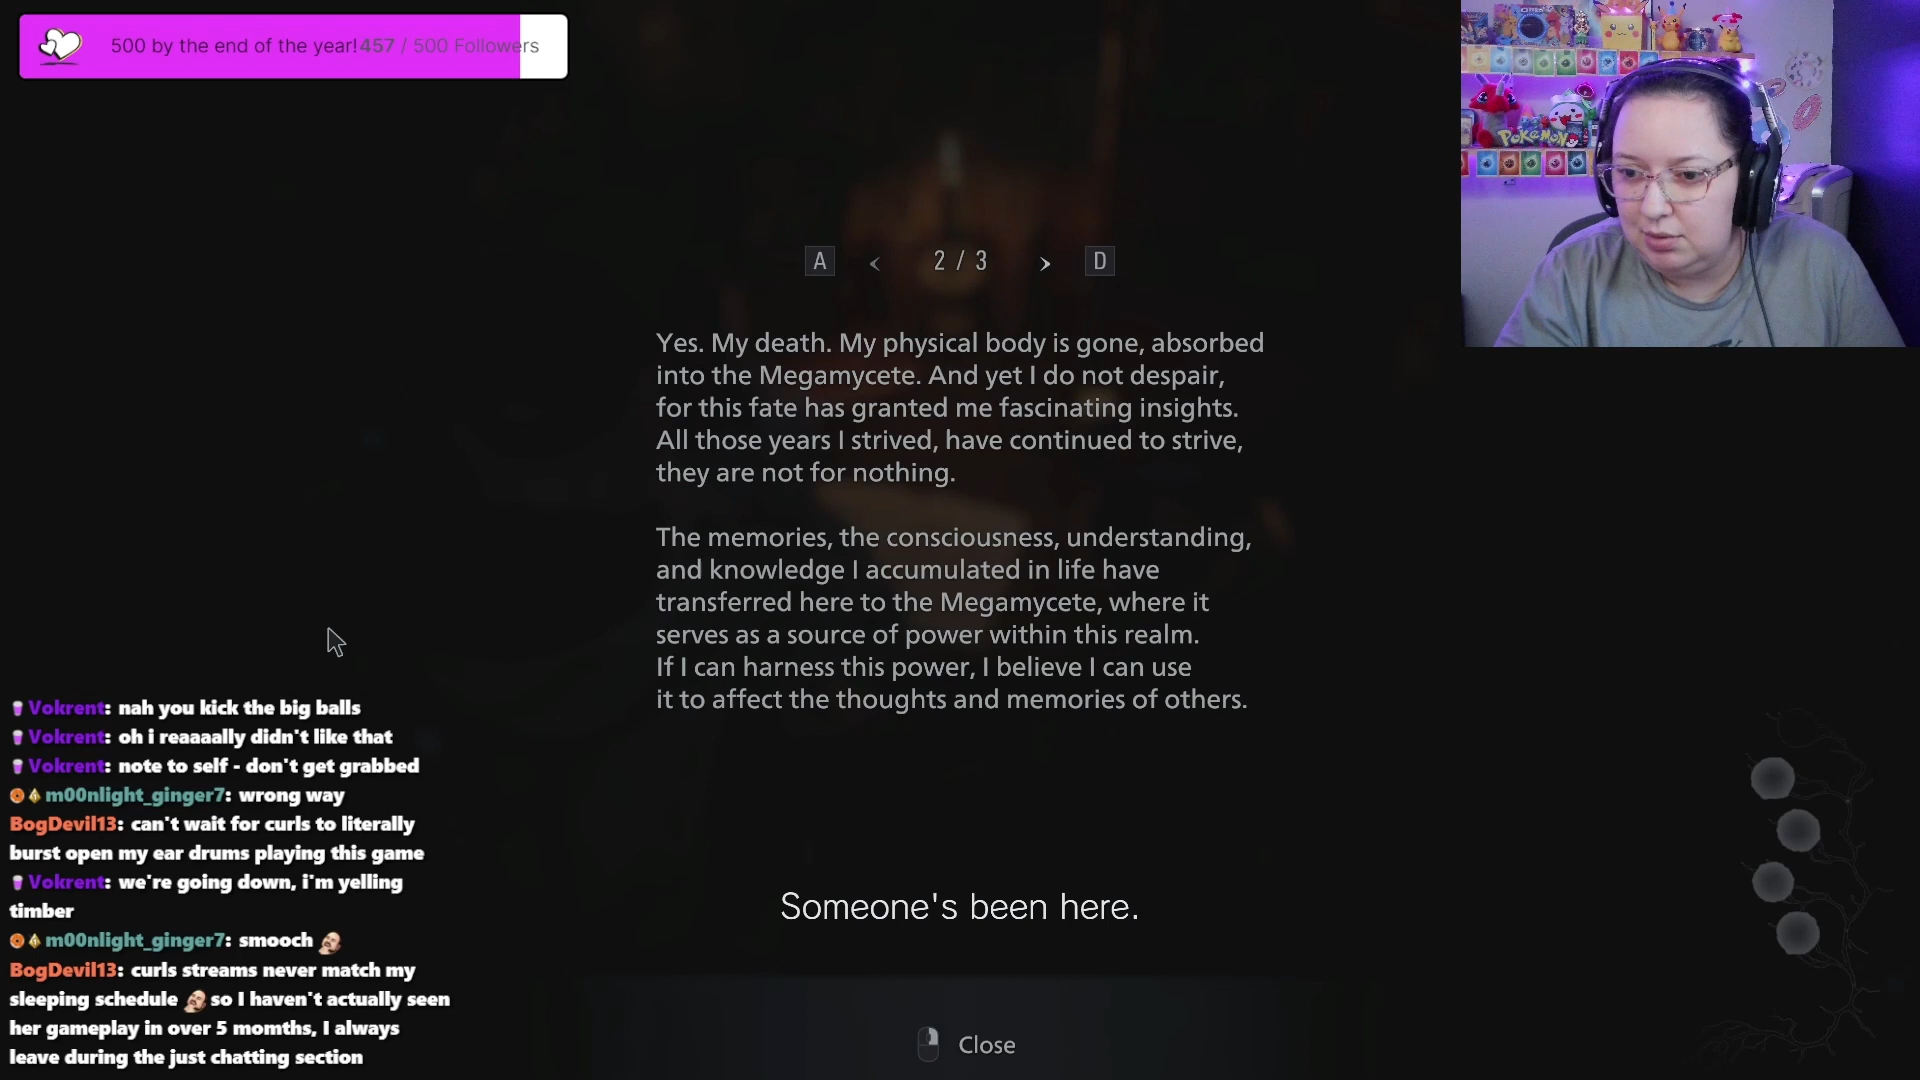 500 by the end of the year! 457 / 500 Followers
POKéMON
A < 2 / 3 > D
Yes. My death. My physical body is gone, absorbed
into the Megamycete. And yet I do not despair,
for this fate has granted me fascinating insights.
All those years I strived, have continued to strive,
they are not for nothing.
The memories, the consciousness, understanding,
and knowledge I accumulated in life have
transferred here to the Megamycete, where it
serves as a source of power within this realm.
If I can harness this power, I believe I can use
it to affect the thoughts and memories of others.
Someone's been here.
Close
Vokrent: nah you kick the big balls
Vokrent: oh i reaaaally didn't like that
Vokrent: note to self - don't get grabbed
m00nlight_ginger7: wrong way
BogDevil13: can't wait for curls to literally
burst open my ear drums playing this game
Vokrent: we're going down, i'm yelling
timber
m00nlight_ginger7: smooch
BogDevil13: curls streams never match my
sleeping schedule so I haven't actually seen
her gameplay in over 5 momths, I always
leave during the just chatting section